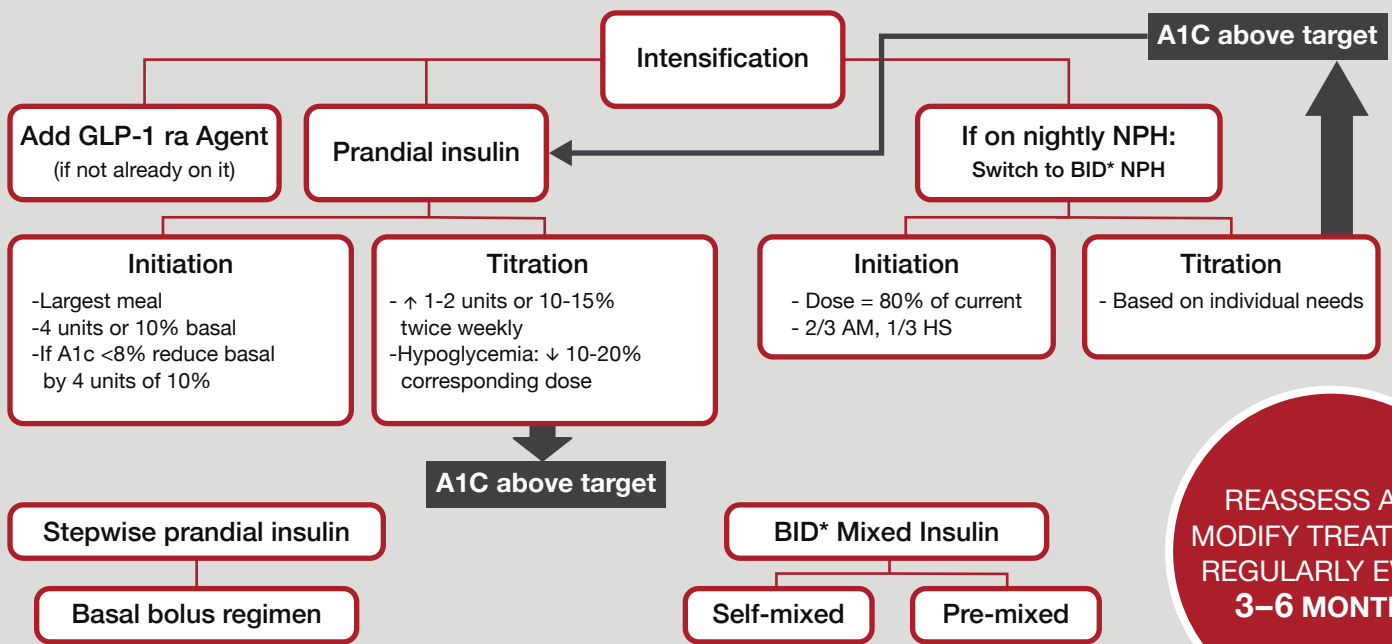 Intensification
A1C above target
Add GLP-1 ra Agent
(if not already on it)
Prandial insulin
If on nightly NPH:
Switch to BID* NPH
Initiation
-Largest meal
-4 units or 10% basal
-If A1c <8% reduce basal
by 4 units of 10%
Titration
- ↑ 1-2 units or 10-15%
twice weekly
-Hypoglycemia: ↓ 10-20%
corresponding dose
Initiation
- Dose = 80% of current
- 2/3 AM, 1/3 HS
Titration
- Based on individual needs
A1C above target
Stepwise prandial insulin
Basal bolus regimen
BID* Mixed Insulin
Self-mixed
Pre-mixed
REASSESS
MODIFY
REGULARLY
3–6